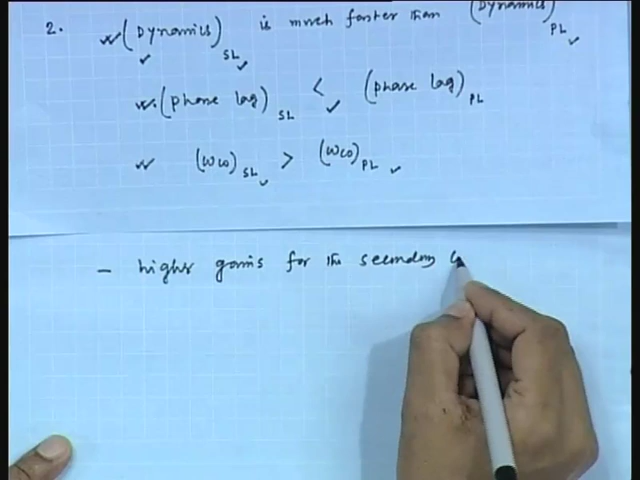 2. (Dynamics)SL is much faster than (Dynamics)PL
(phase lag)SL < (phase lag)PL
(ωco)SL > (ωco)PL
- higher gains for the secondary